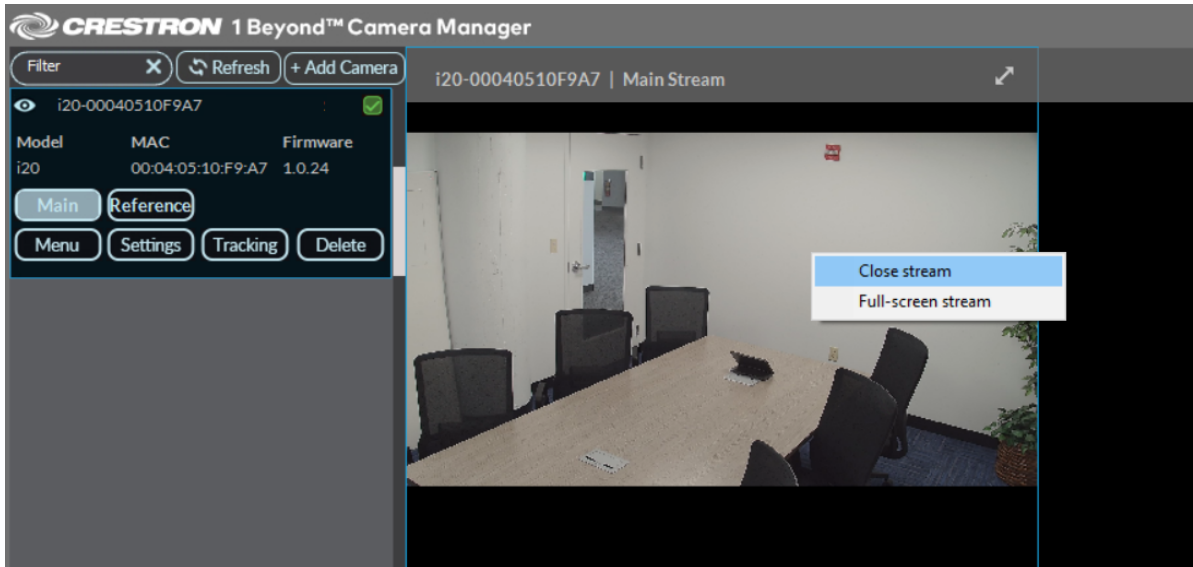 CRESTRON 1 Beyond™ Camera Manager
Filter X Refresh + Add Camera
i20-00040510F9A7 | Main Stream
i20-00040510F9A7
Model MAC Firmware
i20 00:04:05:10:F9:A7 1.0.24
Main Reference
Menu Settings Tracking Delete
Close stream
Full-screen stream